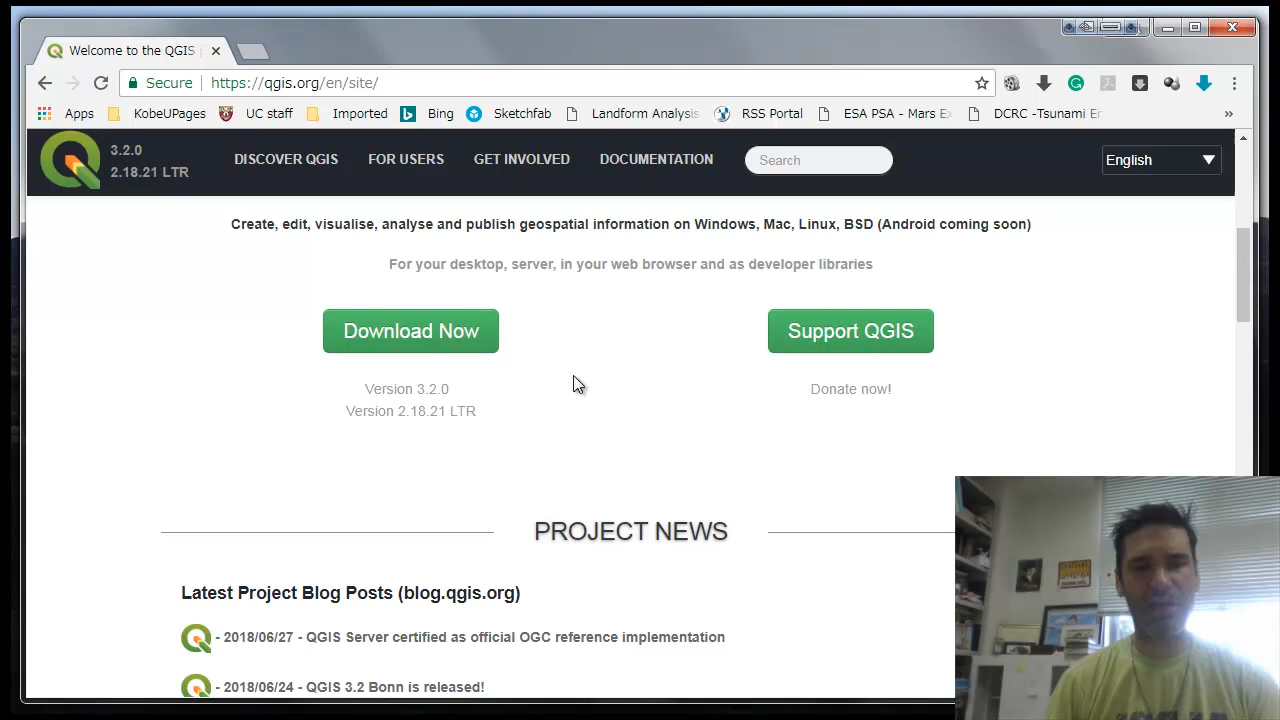 Welcome to the QGIS
Secure
https://qgis.org/en/site/
Apps
KobeUPages
UC staff
Imported
Bing
Sketchfab
Landform Analysis
RSS Portal
ESA PSA - Mars Ex
DCRC -Tsunami Er
»
3.2.0
2.18.21 LTR
DISCOVER QGIS
FOR USERS
GET INVOLVED
DOCUMENTATION
Search
English
Create, edit, visualise, analyse and publish geospatial information on Windows, Mac, Linux, BSD (Android coming soon)
For your desktop, server, in your web browser and as developer libraries
Download Now
Support QGIS
Version 3.2.0
Donate now!
Version 2.18.21 LTR
PROJECT NEWS
Latest Project Blog Posts (blog.qgis.org)
- 2018/06/27 - QGIS Server certified as official OGC reference implementation
- 2018/06/24 - QGIS 3.2 Bonn is released!